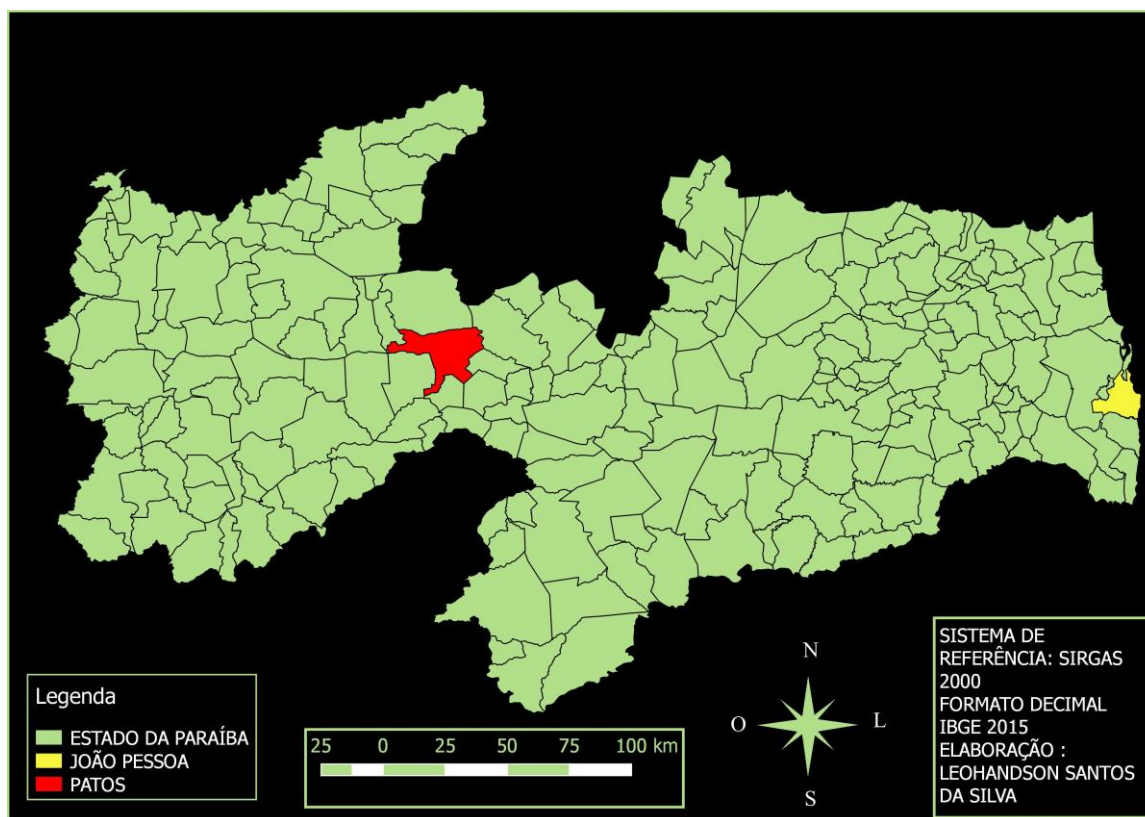 Legenda
ESTADO DA PARAÍBA
JOÃO PESSOA
PATOS
25 0 25 50 75 100 km
N
O L
S
SISTEMA DE
REFERÊNCIA: SIRGAS
2000
FORMATO DECIMAL
IBGE 2015
ELABORAÇÃO :
LEOHANDSON SANTOS
DA SILVA